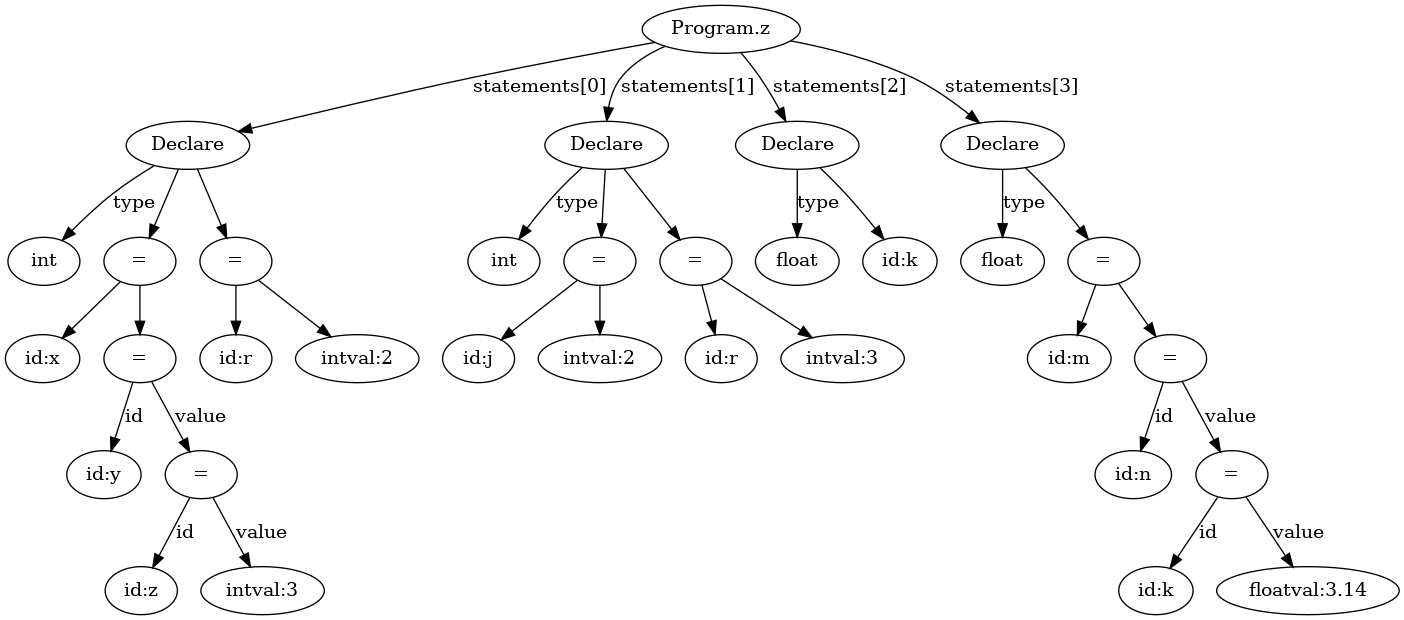 Program.z
statements[0] statements[1] statements[2] statements[3]
Declare Declare Declare Declare
type type type type
int = = int = = float id:k float =
id:x = id:r intval:2 id:j intval:2 id:r intval:3 id:m =
id value id value
id:y = id:n =
id value id value
id:z intval:3 id:k floatval:3.14